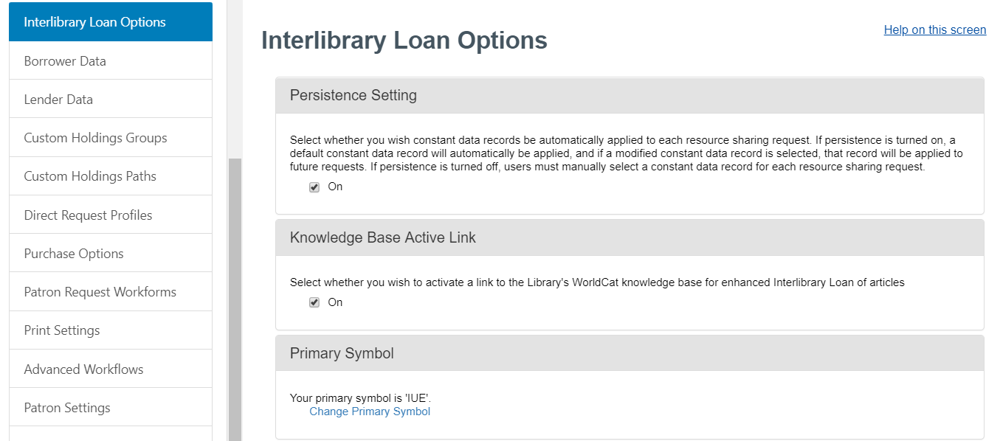 Interlibrary Loan Options
Borrower Data
Lender Data
Custom Holdings Groups
Custom Holdings Paths
Direct Request Profiles
Purchase Options
Patron Request Workforms
Print Settings
Advanced Workflows
Patron Settings
Help on this screen
Interlibrary Loan Options
Persistence Setting
Select whether you wish constant data records be automatically applied to each resource sharing request. If persistence is turned on, a
default constant data record will automatically be applied, and if a modified constant data record is selected, that record will be applied to
future requests. If persistence is turned off, users must manually select a constant data record for each resource sharing request.
On
Knowledge Base Active Link
Select whether you wish to activate a link to the Library's WorldCat knowledge base for enhanced Interlibrary Loan of articles
On
Primary Symbol
Your primary symbol is 'IUE'.
Change Primary Symbol